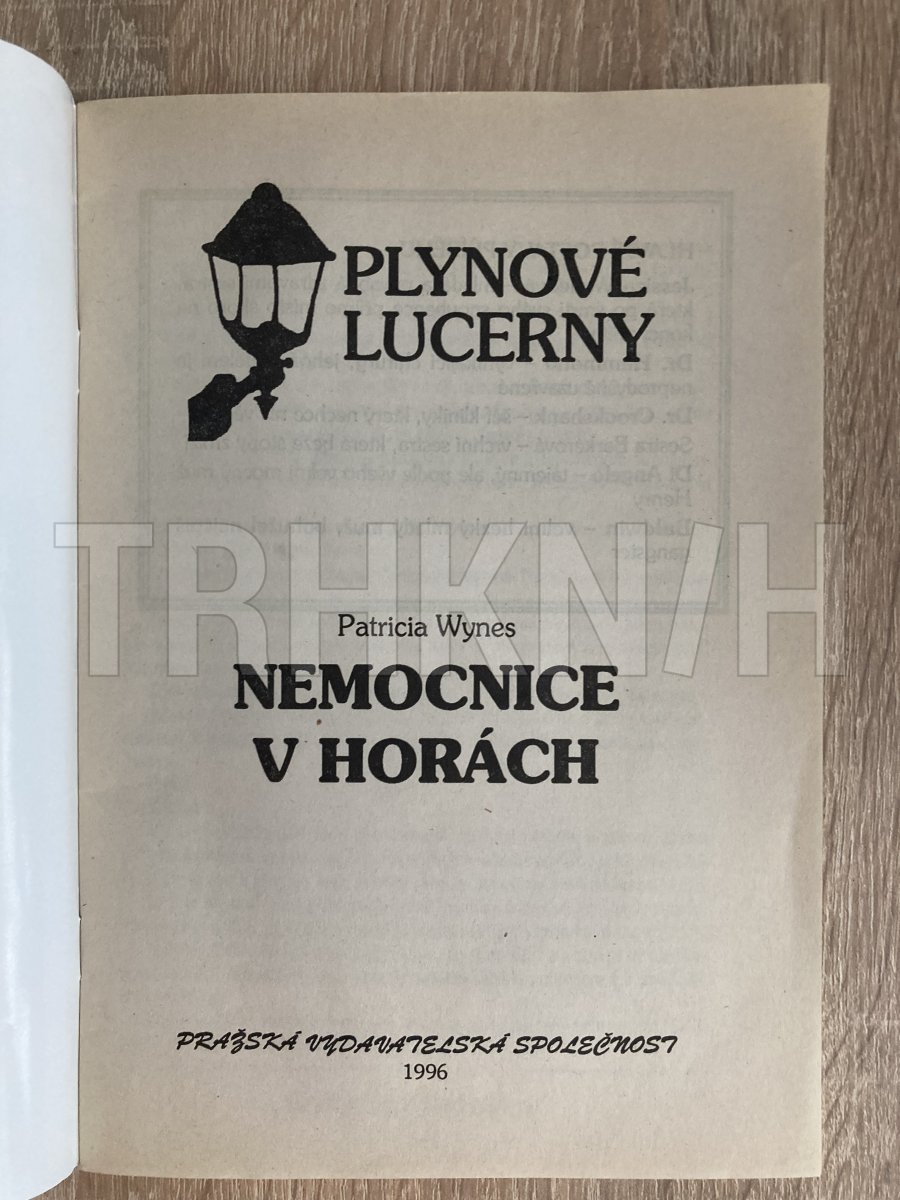 PLYNOVÉ
LUCERNY
TRHKNIH
Patricia Wynes
NEMOCNICE
V HORÁCH
PRAŽSKÁ VYDAVATELSKÁ SPOLEČNOST
1996